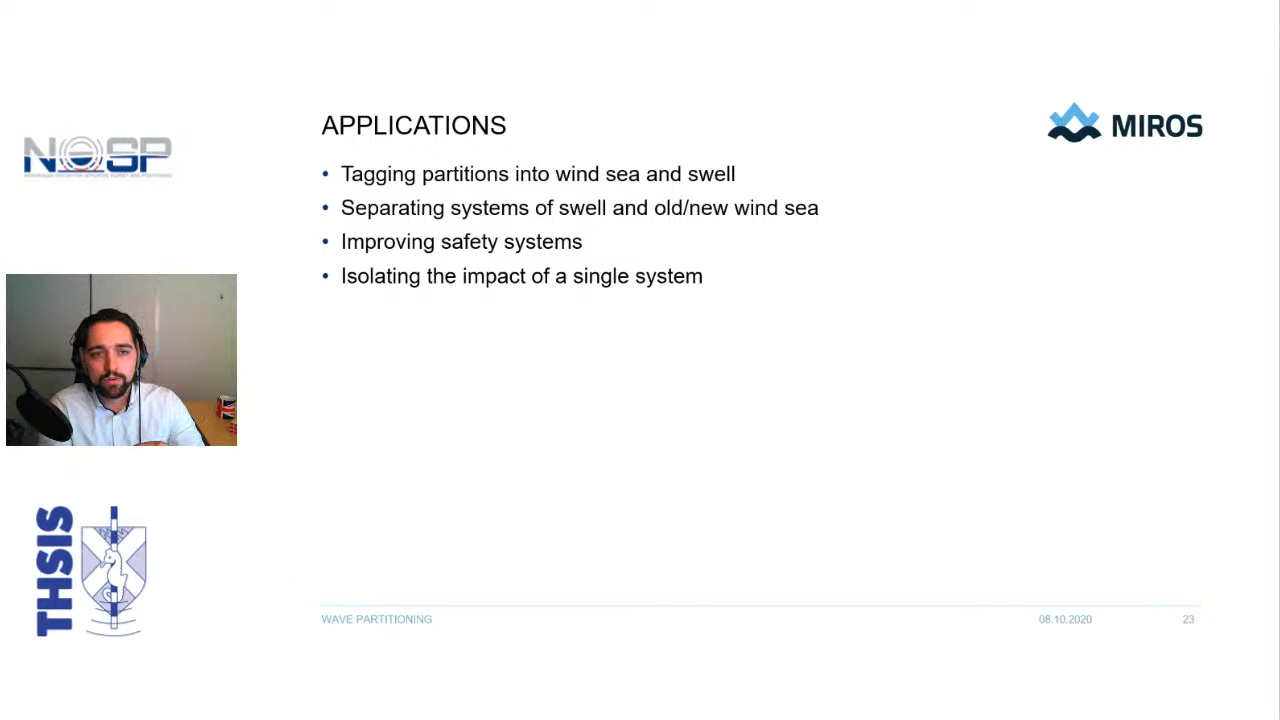 APPLICATIONS
MIROS
NOSP
• Tagging partitions into wind sea and swell
• Separating systems of swell and old/new wind sea
• Improving safety systems
• Isolating the impact of a single system
THSIS
WAVE PARTITIONING
08.10.2020
23